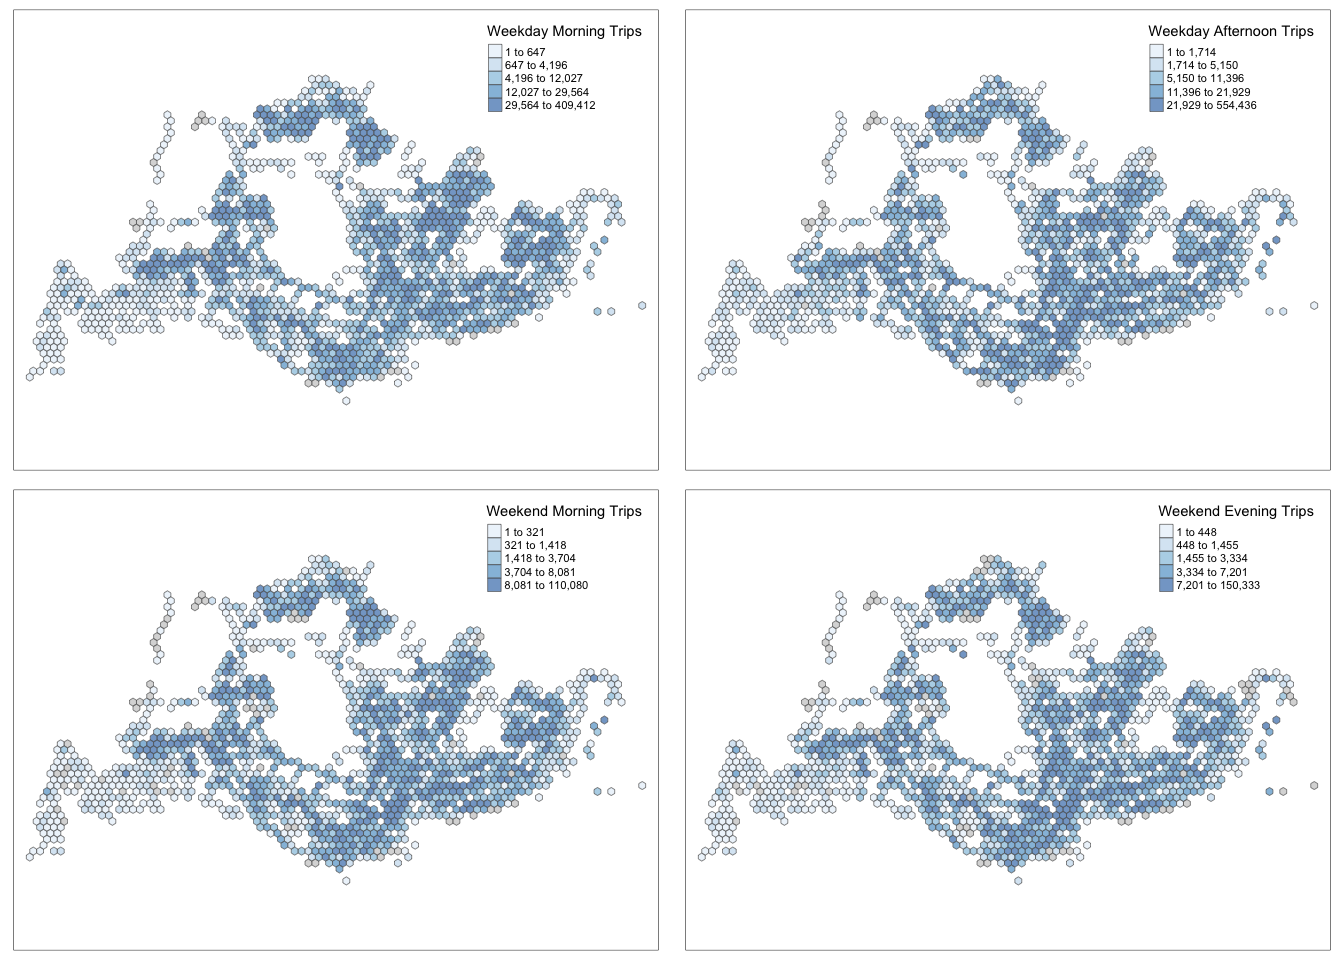 Weekday Morning Trips
1 to 647
647 to 4,196
4,196 to 12,027
12,027 to 29,564
29,564 to 409,412
Weekday Afternoon Trips
1 to 1,714
1,714 to 5,150
5,150 to 11,396
11,396 to 21,929
21,929 to 554,436
Weekend Morning Trips
1 to 321
321 to 1,418
1,418 to 3,704
3,704 to 8,081
8,081 to 110,080
Weekend Evening Trips
1 to 448
448 to 1,455
1,455 to 3,334
3,334 to 7,201
7,201 to 150,333